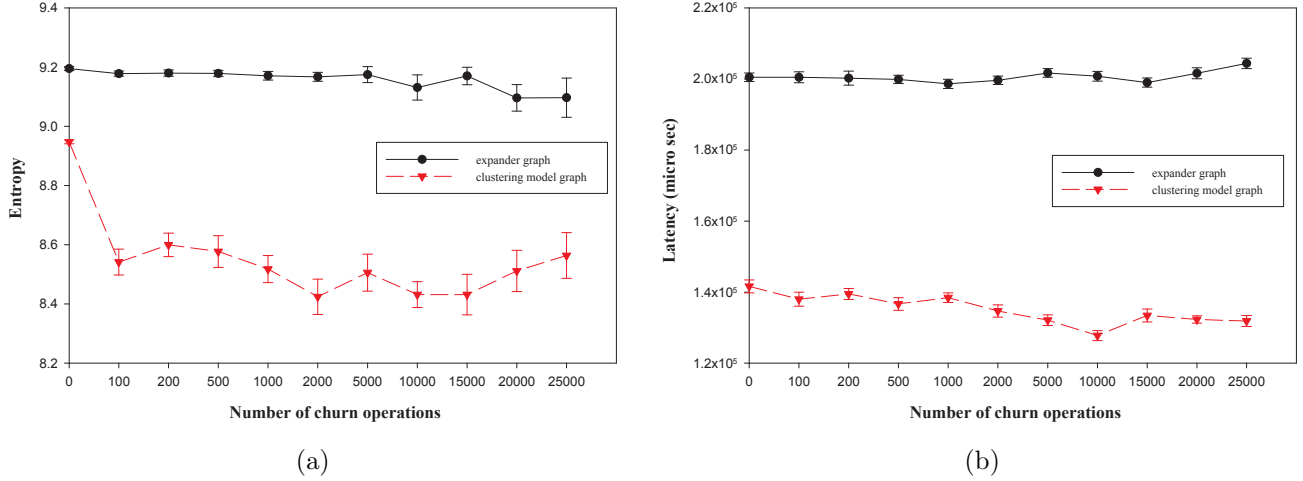 9.4
9.2
9.0
8.8
8.6
8.4
8.2
Entropy
expander graph
clustering model graph
0 100 200 500 1000 2000 5000 10000 15000 20000 25000
Number of churn operations
(a)
2.2x10⁵
2.0x10⁵
1.8x10⁵
1.6x10⁵
1.4x10⁵
1.2x10⁵
Latency (micro sec)
expander graph
clustering model graph
0 100 200 500 1000 2000 5000 10000 15000 20000 25000
Number of churn operations
(b)